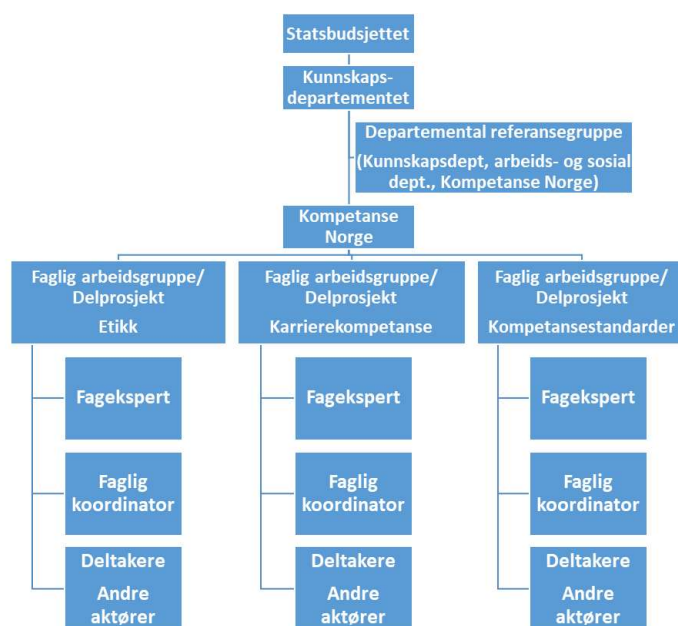 Statsbudsjettet
Kunnskaps-
departementet
Departemental referansegruppe
(Kunnskapsdept, arbeids- og sosial
dept., Kompetanse Norge)
Kompetanse
Norge
Faglig arbeidsgruppe/
Delprosjekt
Etikk
Fagekspert
Faglig
koordinator
Deltakere
Andre
aktører
Faglig arbeidsgruppe/
Delprosjekt
Karrierekompetanse
Fagekspert
Faglig
koordinator
Deltakere
Andre
aktører
Faglig arbeidsgruppe/
Delprosjekt
Kompetansestandarder
Fagekspert
Faglig
koordinator
Deltakere
Andre
aktører